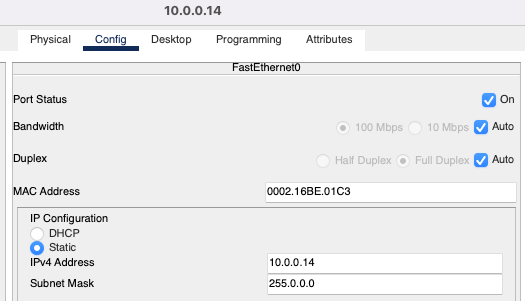 10.0.0.14
Physical Config Desktop Programming Attributes
FastEthernet0
Port Status On
Bandwidth 100 Mbps 10 Mbps Auto
Duplex Half Duplex Full Duplex Auto
MAC Address 0002.16BE.01C3
IP Configuration
DHCP
Static
IPv4 Address 10.0.0.14
Subnet Mask 255.0.0.0